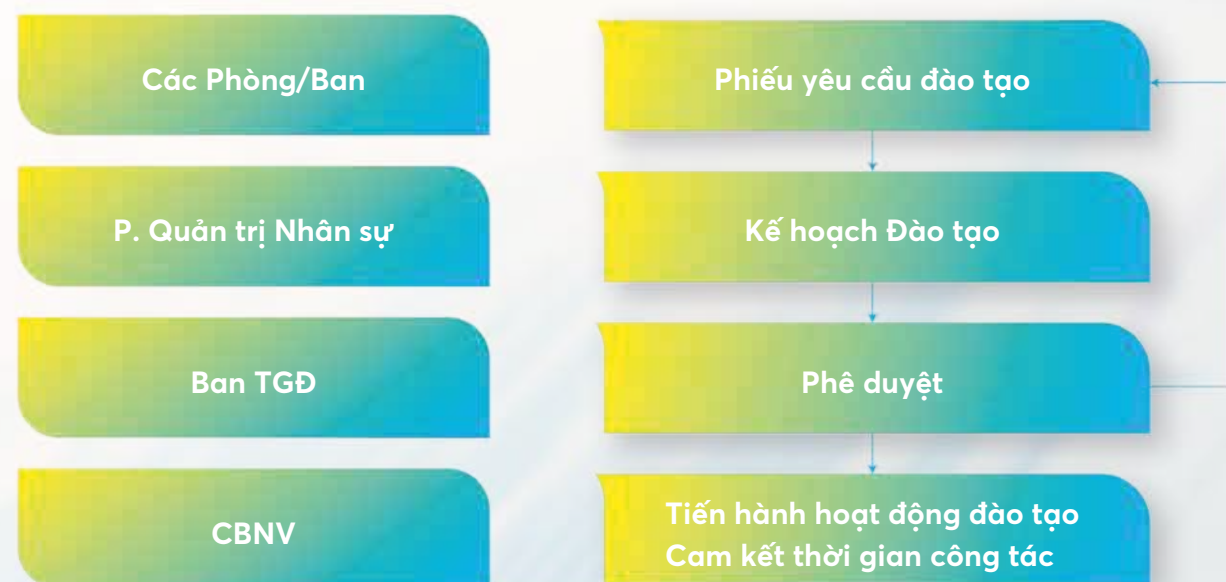 Các Phòng/Ban
Phiếu yêu cầu đào tạo
P. Quản trị Nhân sự
Kế hoạch Đào tạo
Ban TGĐ
Phê duyệt
CBNV
Tiến hành hoạt động đào tạo
Cam kết thời gian công tác